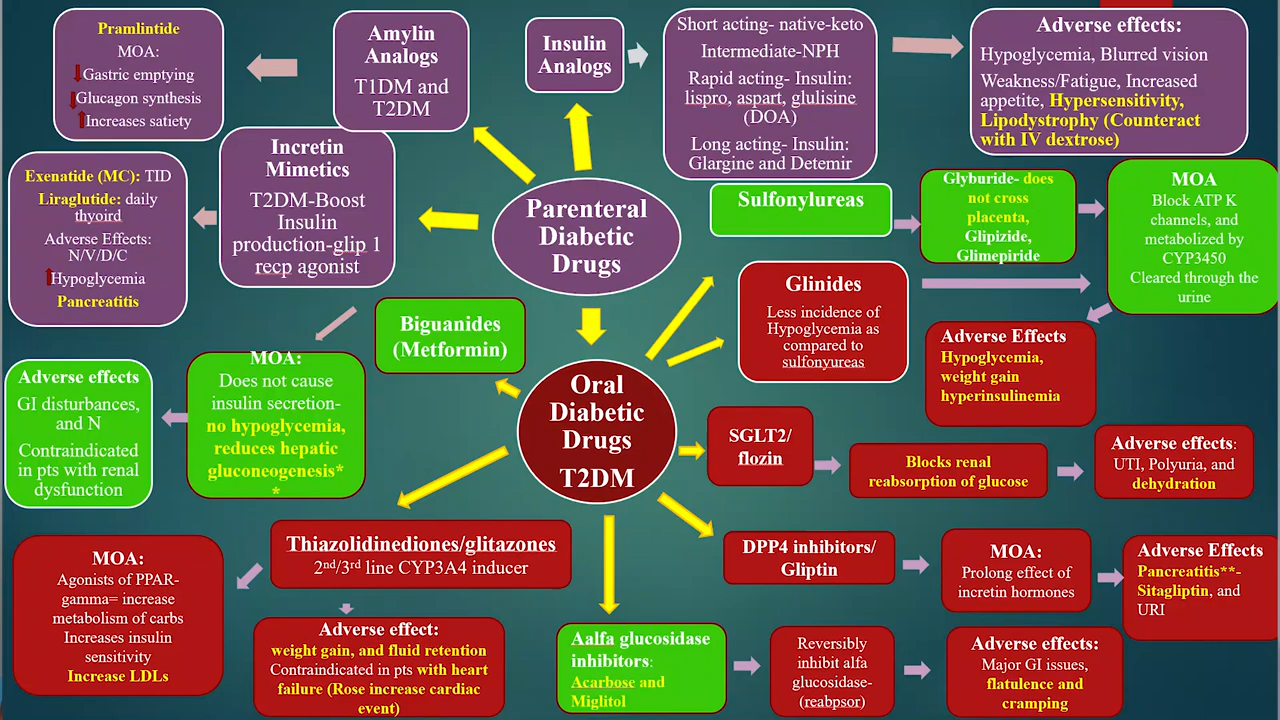 Pramlintide
MOA:
Gastric emptying
Glucagon synthesis
Increases satiety
Amylin
Analogs
T1DM and
T2DM
Insulin
Analogs
Short acting- native-keto
Intermediate-NPH
Rapid acting- Insulin:
lispro, aspart, glulisine
(DOA)
Long acting- Insulin:
Glargine and Detemir
Adverse effects:
Hypoglycemia, Blurred vision
Weakness/Fatigue, Increased
appetite, Hypersensitivity,
Lipodystrophy (Counteract
with IV dextrose)
Exenatide (MC): TID
Liraglutide: daily
thyoird
Adverse Effects:
N/V/D/C
Hypoglycemia
Pancreatitis
Incretin
Mimetics
T2DM-Boost
Insulin
production-glip 1
recp agonist
Parenteral
Diabetic
Drugs
Sulfonylureas
Glyburide- does
not cross
placenta,
Glipizide,
Glimepiride
MOA
Block ATP K
channels, and
metabolized by
CYP3450
Cleared through the
urine
Glinides
Less incidence of
Hypoglycemia as
compared to
sulfonyureas
Adverse Effects
Hypoglycemia,
weight gain
hyperinsulinemia
Biguanides
(Metformin)
MOA:
Does not cause
insulin secretion-
no hypoglycemia,
reduces hepatic
gluconeogenesis*
*
Adverse effects
GI disturbances,
and N
Contraindicated
in pts with renal
dysfunction
Oral
Diabetic
Drugs
T2DM
SGLT2/
flozin
Blocks renal
reabsorption of glucose
Adverse effects:
UTI, Polyuria, and
dehydration
Thiazolidinediones/glitazones
2nd/3rd line CYP3A4 inducer
MOA:
Agonists of PPAR-
gamma= increase
metabolism of carbs
Increases insulin
sensitivity
Increase LDLs
Adverse effect:
weight gain, and fluid retention
Contraindicated in pts with heart
failure (Rose increase cardiac
event)
DPP4 inhibitors/
Gliptin
MOA:
Prolong effect of
incretin hormones
Adverse Effects
Pancreatitis**-
Sitagliptin, and
URI
Aalfa glucosidase
inhibitors:
Acarbose and
Miglitol
Reversibly
inhibit alfa
glucosidase-
(reabpsor)
Adverse effects:
Major GI issues,
flatulence and
cramping